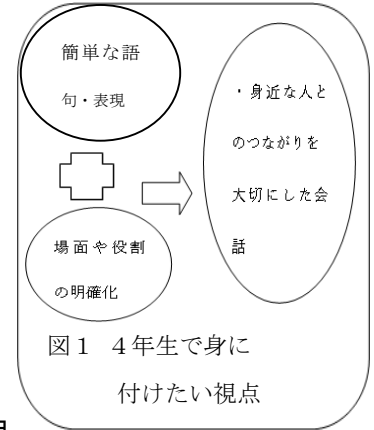 簡単な語
句・表現
場面や役割
の明確化
・身近な人と
のつながりを
大切にした会
話
図１ ４年生で身に
付けたい視点